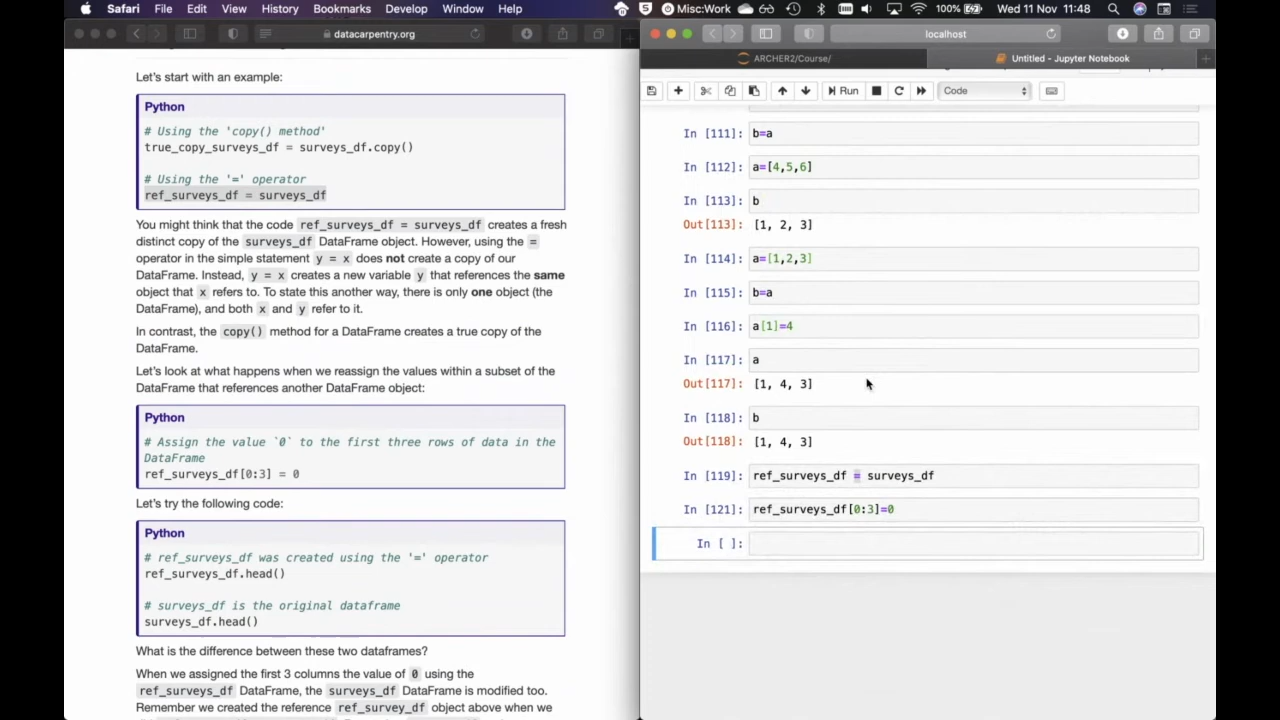 Safari File Edit View History Bookmarks Develop Window Help
Misc:Work 100% Wed 11 Nov 11:48
datacarpentry.org
Let's start with an example:
Python
# Using the 'copy() method'
true_copy_surveys_df = surveys_df.copy()
# Using the '=' operator
ref_surveys_df = surveys_df
You might think that the code ref_surveys_df = surveys_df creates a fresh
distinct copy of the surveys_df DataFrame object. However, using the =
operator in the simple statement y = x does not create a copy of our
DataFrame. Instead, y = x creates a new variable y that references the same
object that x refers to. To state this another way, there is only one object (the
DataFrame), and both x and y refer to it.
In contrast, the copy() method for a DataFrame creates a true copy of the
DataFrame.
Let's look at what happens when we reassign the values within a subset of the
DataFrame that references another DataFrame object:
Python
# Assign the value `0` to the first three rows of data in the
DataFrame
ref_surveys_df[0:3] = 0
Let's try the following code:
Python
# ref_surveys_df was created using the '=' operator
ref_surveys_df.head()
# surveys_df is the original dataframe
surveys_df.head()
What is the difference between these two dataframes?
When we assigned the first 3 columns the value of 0 using the
ref_surveys_df DataFrame, the surveys_df DataFrame is modified too.
Remember we created the reference ref_survey_df object above when we
localhost
ARCHER2/Course/
Untitled - Jupyter Notebook
Run
Code
In [111]: b=a
In [112]: a=[4,5,6]
In [113]: b
Out[113]: [1, 2, 3]
In [114]: a=[1,2,3]
In [115]: b=a
In [116]: a[1]=4
In [117]: a
Out[117]: [1, 4, 3]
In [118]: b
Out[118]: [1, 4, 3]
In [119]: ref_surveys_df = surveys_df
In [121]: ref_surveys_df[0:3]=0
In [ ]: